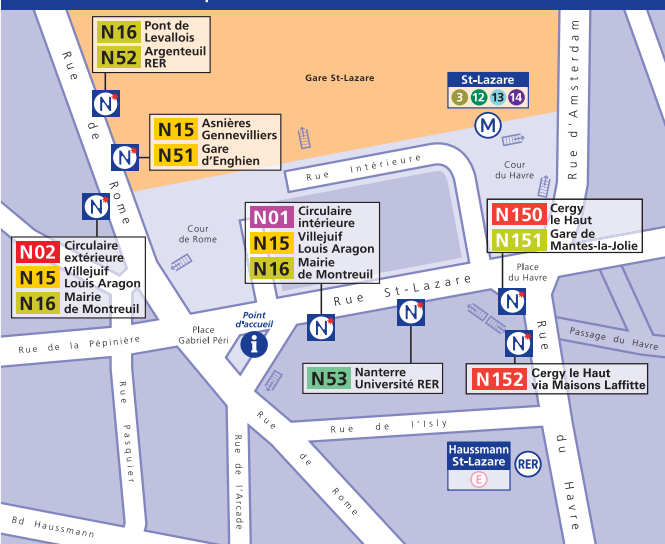 N16 Pont de
Levallois
N52 Argenteuil
RER
Gare St-Lazare
St-Lazare
3 12 13 14
M
Rue d'Amsterdam
Rue de Rome
N
N15 Asnières
Gennevilliers
N51 Gare
d'Enghien
N
Rue Intérieure
Cour
du Havre
N
Cour
de Rome
N01 Circulaire
intérieure
N15 Villejuif
Louis Aragon
N16 Mairie
de Montreuil
N150 Cergy
le Haut
N151 Gare de
Mantes-la-Jolie
N02 Circulaire
extérieure
N15 Villejuif
Louis Aragon
N16 Mairie
de Montreuil
Place
du Havre
Rue St-Lazare
N
N
N
N
Point
d'accueil
i
Place
Gabriel Péri
Rue de la Pépinière
Passage du Havre
N53 Nanterre
Université RER
N152 Cergy le Haut
via Maisons Laffitte
Rue Pasquier
Rue de l'Arcade
Rue de Rome
Rue de l'Isly
Rue du Havre
Haussmann
St-Lazare
E
RER
Bd Haussmann